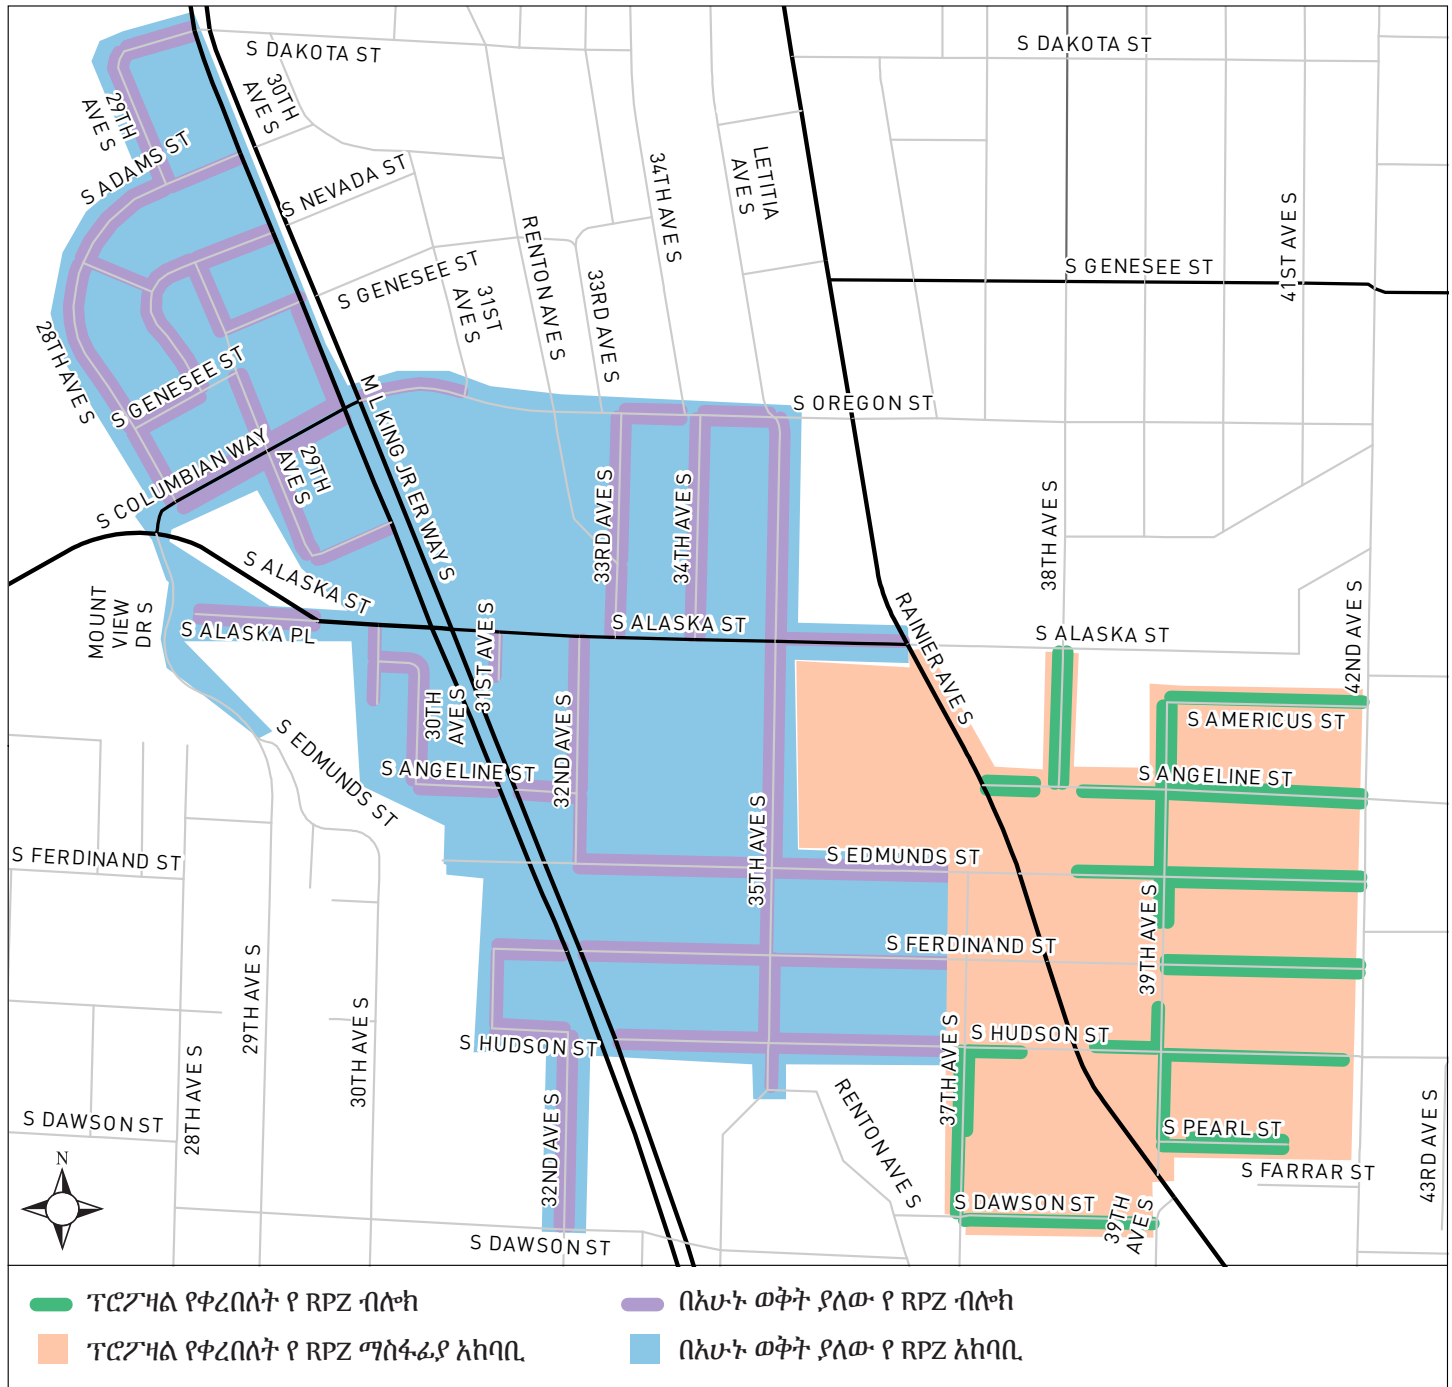 S DAKOTA ST
S DAKOTA ST
30TH
AVE S
29TH
AVE S
S ADAMS ST
S NEVADA ST
34TH AVE S
LETITIA
AVE S
41ST AVE S
S GENESEE ST
RENTON AVE S
S GENESEE ST
31ST
AVE S
33RD AVE S
28TH AVE S
S GENESEE ST
M L KING JR ER WAY S
S OREGON ST
S COLUMBIAN WAY
29TH
AVE S
33RD AVE S
34TH AVE S
38TH AVE S
S ALASKA ST
MOUNT
VIEW
DR S
S ALASKA PL
31ST AVE S
S ALASKA ST
RAINIER AVE S
S ALASKA ST
42ND AVE S
30TH
AVE S
32ND AVE S
S AMERICUS ST
S EDMUNDS ST
S ANGELINE ST
S ANGELINE ST
35TH AVE S
S FERDINAND ST
S EDMUNDS ST
39TH AVE S
29TH AVE S
S FERDINAND ST
30TH AVE S
28TH AVE S
S HUDSON ST
37TH AVE S
S HUDSON ST
S DAWSON ST
32ND AVE S
RENTON AVE S
S PEARL ST
43RD AVE S
S FARRAR ST
N
S DAWSON ST
S DAWSON ST
39TH
AVE S
ፕሮፖዛል የቀረበለት የ RPZ ብሎክ
በአሁኑ ወቅት ያለው የ RPZ ብሎክ
ፕሮፖዛል የቀረበለት የ RPZ ማስፋፊያ አከባቢ
በአሁኑ ወቅት ያለው የ RPZ አከባቢ